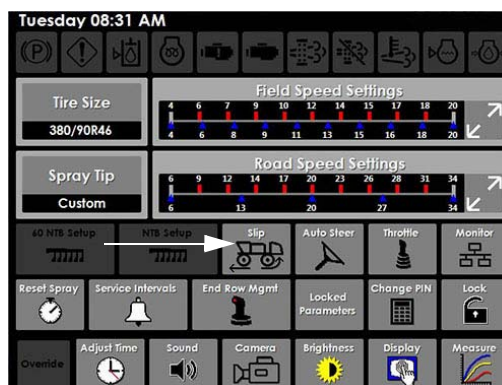 Tuesday 08:31 AM
(P)
Tire Size
380/90R46
Field Speed Settings
4 6 7 9 10 12 14 15 17 18 20
4 6 8 9 11 13 15 16 18 20
Spray Tip
Custom
Road Speed Settings
6 9 12 14 17 20 23 26 28 31 34
6 13 20 27 34
60 NTB Setup
NTB Setup
Slip
Auto Steer
Throttle
Monitor
Reset Spray
Service Intervals
End Row Mgmt
Locked
Parameters
Change PIN
Lock
Override
Adjust Time
Sound
Camera
Brightness
Display
Measure